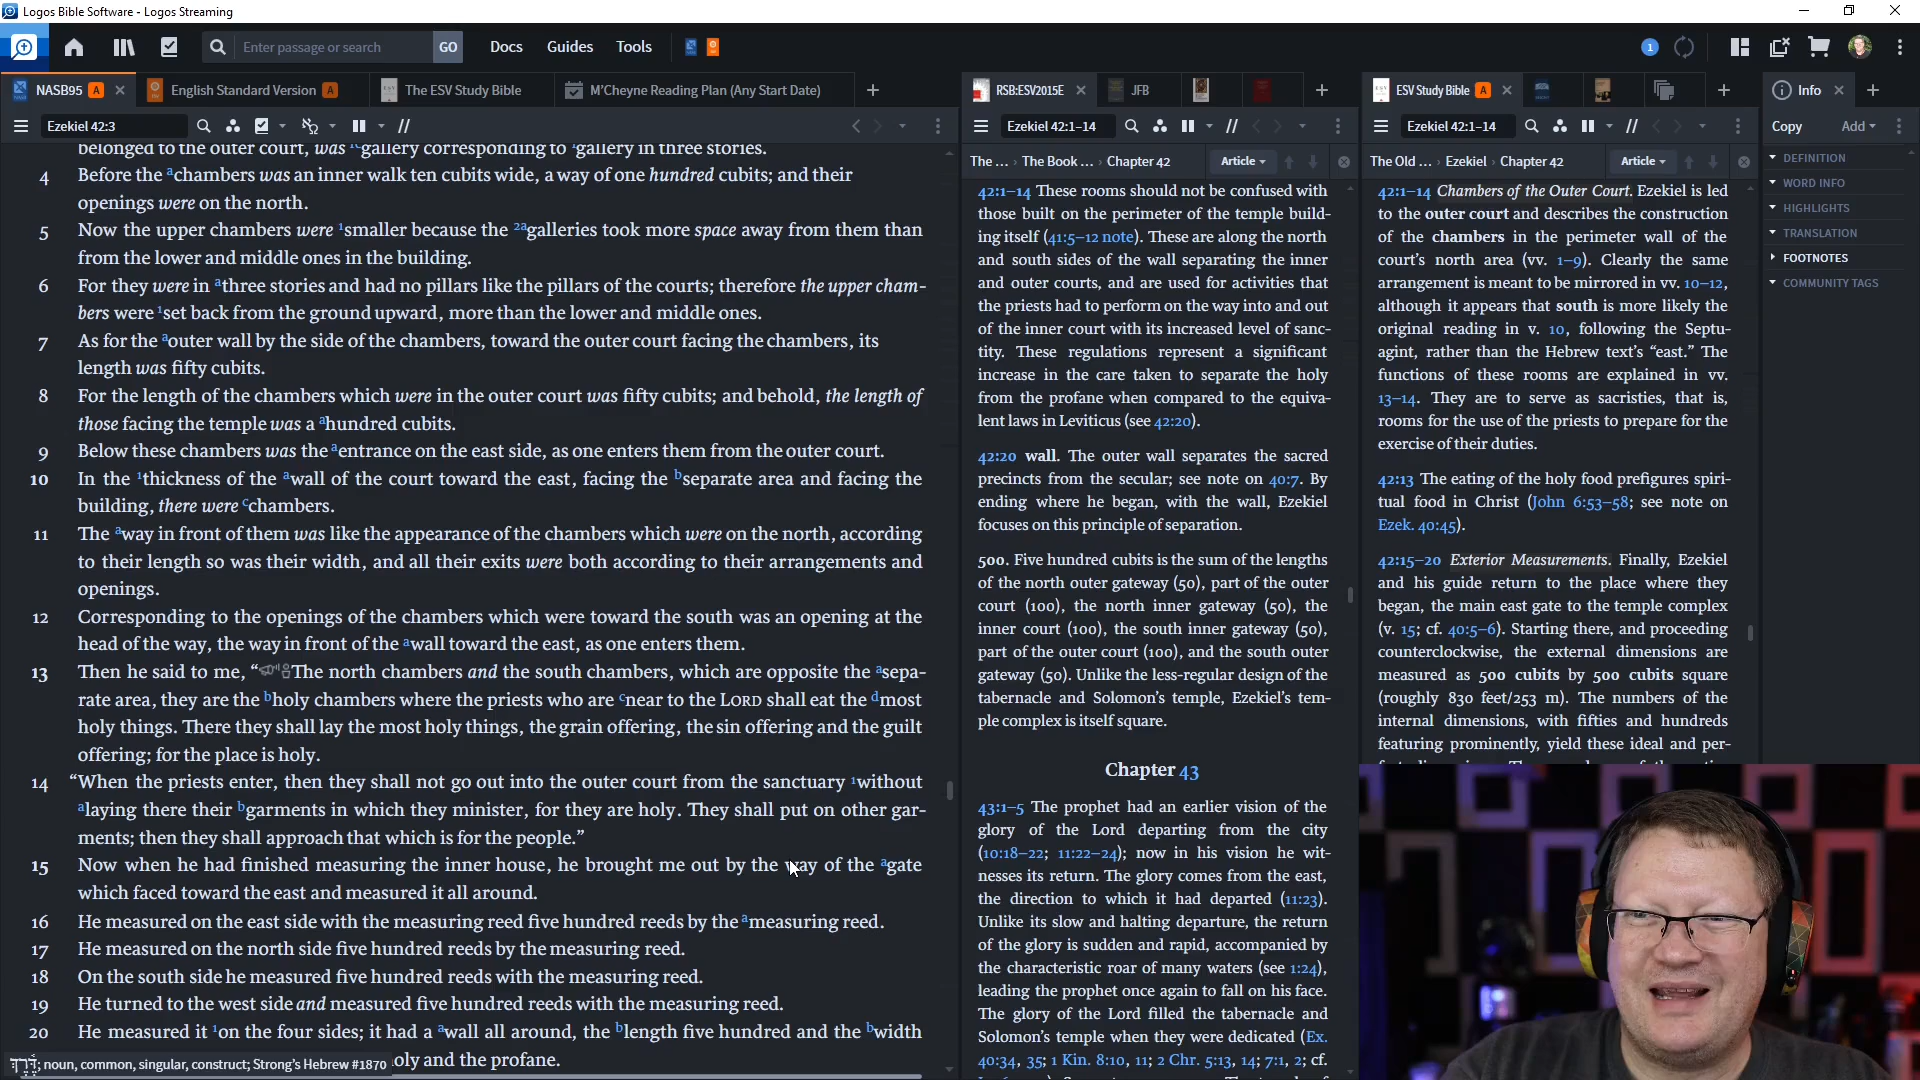 Logos Bible Software - Logos Streaming
Enter passage or search
GO
Docs
Guides
Tools
1
NASB95 A
English Standard Version A
The ESV Study Bible
M'Cheyne Reading Plan (Any Start Date)
Ezekiel 42:3
belonged to the outer court, was gallery corresponding to gallery in three stories.
4 Before the achambers was an inner walk ten cubits wide, a way of one hundred cubits; and their
openings were on the north.
5 Now the upper chambers were 1smaller because the 2agalleries took more space away from them than
from the lower and middle ones in the building.
6 For they were in athree stories and had no pillars like the pillars of the courts; therefore the upper cham-
bers were 1set back from the ground upward, more than the lower and middle ones.
7 As for the aouter wall by the side of the chambers, toward the outer court facing the chambers, its
length was fifty cubits.
8 For the length of the chambers which were in the outer court was fifty cubits; and behold, the length of
those facing the temple was a ahundred cubits.
9 Below these chambers was the aentrance on the east side, as one enters them from the outer court.
10 In the 1thickness of the awall of the court toward the east, facing the bseparate area and facing the
building, there were cchambers.
11 The away in front of them was like the appearance of the chambers which were on the north, according
to their length so was their width, and all their exits were both according to their arrangements and
openings.
12 Corresponding to the openings of the chambers which were toward the south was an opening at the
head of the way, the way in front of the awall toward the east, as one enters them.
13 Then he said to me, “The north chambers and the south chambers, which are opposite the asepa-
rate area, they are the bholy chambers where the priests who are cnear to the LORD shall eat the dmost
holy things. There they shall lay the most holy things, the grain offering, the sin offering and the guilt
offering; for the place is holy.
14 “When the priests enter, then they shall not go out into the outer court from the sanctuary 1without
alaying there their bgarments in which they minister, for they are holy. They shall put on other gar-
ments; then they shall approach that which is for the people.”
15 Now when he had finished measuring the inner house, he brought me out by the way of the agate
which faced toward the east and measured it all around.
16 He measured on the east side with the measuring reed five hundred reeds by the ameasuring reed.
17 He measured on the north side five hundred reeds by the measuring reed.
18 On the south side he measured five hundred reeds with the measuring reed.
19 He turned to the west side and measured five hundred reeds with the measuring reed.
20 He measured it 1on the four sides; it had a awall all around, the blength five hundred and the bwidth
oly and the profane.
; noun, common, singular, construct; Strong's Hebrew #1870
RSB:ESV2015E
JFB
Ezekiel 42:1–14
The ... › The Book ... › Chapter 42
Article
42:1–14 These rooms should not be confused with
those built on the perimeter of the temple build-
ing itself (41:5–12 note). These are along the north
and south sides of the wall separating the inner
and outer courts, and are used for activities that
the priests had to perform on the way into and out
of the inner court with its increased level of sanc-
tity. These regulations represent a significant
increase in the care taken to separate the holy
from the profane when compared to the equiva-
lent laws in Leviticus (see 42:20).
42:20 wall. The outer wall separates the sacred
precincts from the secular; see note on 40:7. By
ending where he began, with the wall, Ezekiel
focuses on this principle of separation.
500. Five hundred cubits is the sum of the lengths
of the north outer gateway (50), part of the outer
court (100), the north inner gateway (50), the
inner court (100), the south inner gateway (50),
part of the outer court (100), and the south outer
gateway (50). Unlike the less-regular design of the
tabernacle and Solomon's temple, Ezekiel's tem-
ple complex is itself square.
Chapter 43
43:1–5 The prophet had an earlier vision of the
glory of the Lord departing from the city
(10:18–22; 11:22–24); now in his vision he wit-
nesses its return. The glory comes from the east,
the direction to which it had departed (11:23).
Unlike its slow and halting departure, the return
of the glory is sudden and rapid, accompanied by
the characteristic roar of many waters (see 1:24),
leading the prophet once again to fall on his face.
The glory of the Lord filled the tabernacle and
Solomon's temple when they were dedicated (Ex.
40:34, 35; 1 Kin. 8:10, 11; 2 Chr. 5:13, 14; 7:1, 2; cf.
ESV Study Bible A
Ezekiel 42:1–14
The Old ... › Ezekiel › Chapter 42
Article
42:1–14 Chambers of the Outer Court. Ezekiel is led
to the outer court and describes the construction
of the chambers in the perimeter wall of the
court's north area (vv. 1–9). Clearly the same
arrangement is meant to be mirrored in vv. 10–12,
although it appears that south is more likely the
original reading in v. 10, following the Septu-
agint, rather than the Hebrew text's “east.” The
functions of these rooms are explained in vv.
13–14. They are to serve as sacristies, that is,
rooms for the use of the priests to prepare for the
exercise of their duties.
42:13 The eating of the holy food prefigures spiri-
tual food in Christ (John 6:53–58; see note on
Ezek. 40:45).
42:15–20 Exterior Measurements. Finally, Ezekiel
and his guide return to the place where they
began, the main east gate to the temple complex
(v. 15; cf. 40:5–6). Starting there, and proceeding
counterclockwise, the external dimensions are
measured as 500 cubits by 500 cubits square
(roughly 830 feet/253 m). The numbers of the
internal dimensions, with fifties and hundreds
featuring prominently, yield these ideal and per-
Info
Copy
Add
DEFINITION
WORD INFO
HIGHLIGHTS
TRANSLATION
FOOTNOTES
COMMUNITY TAGS